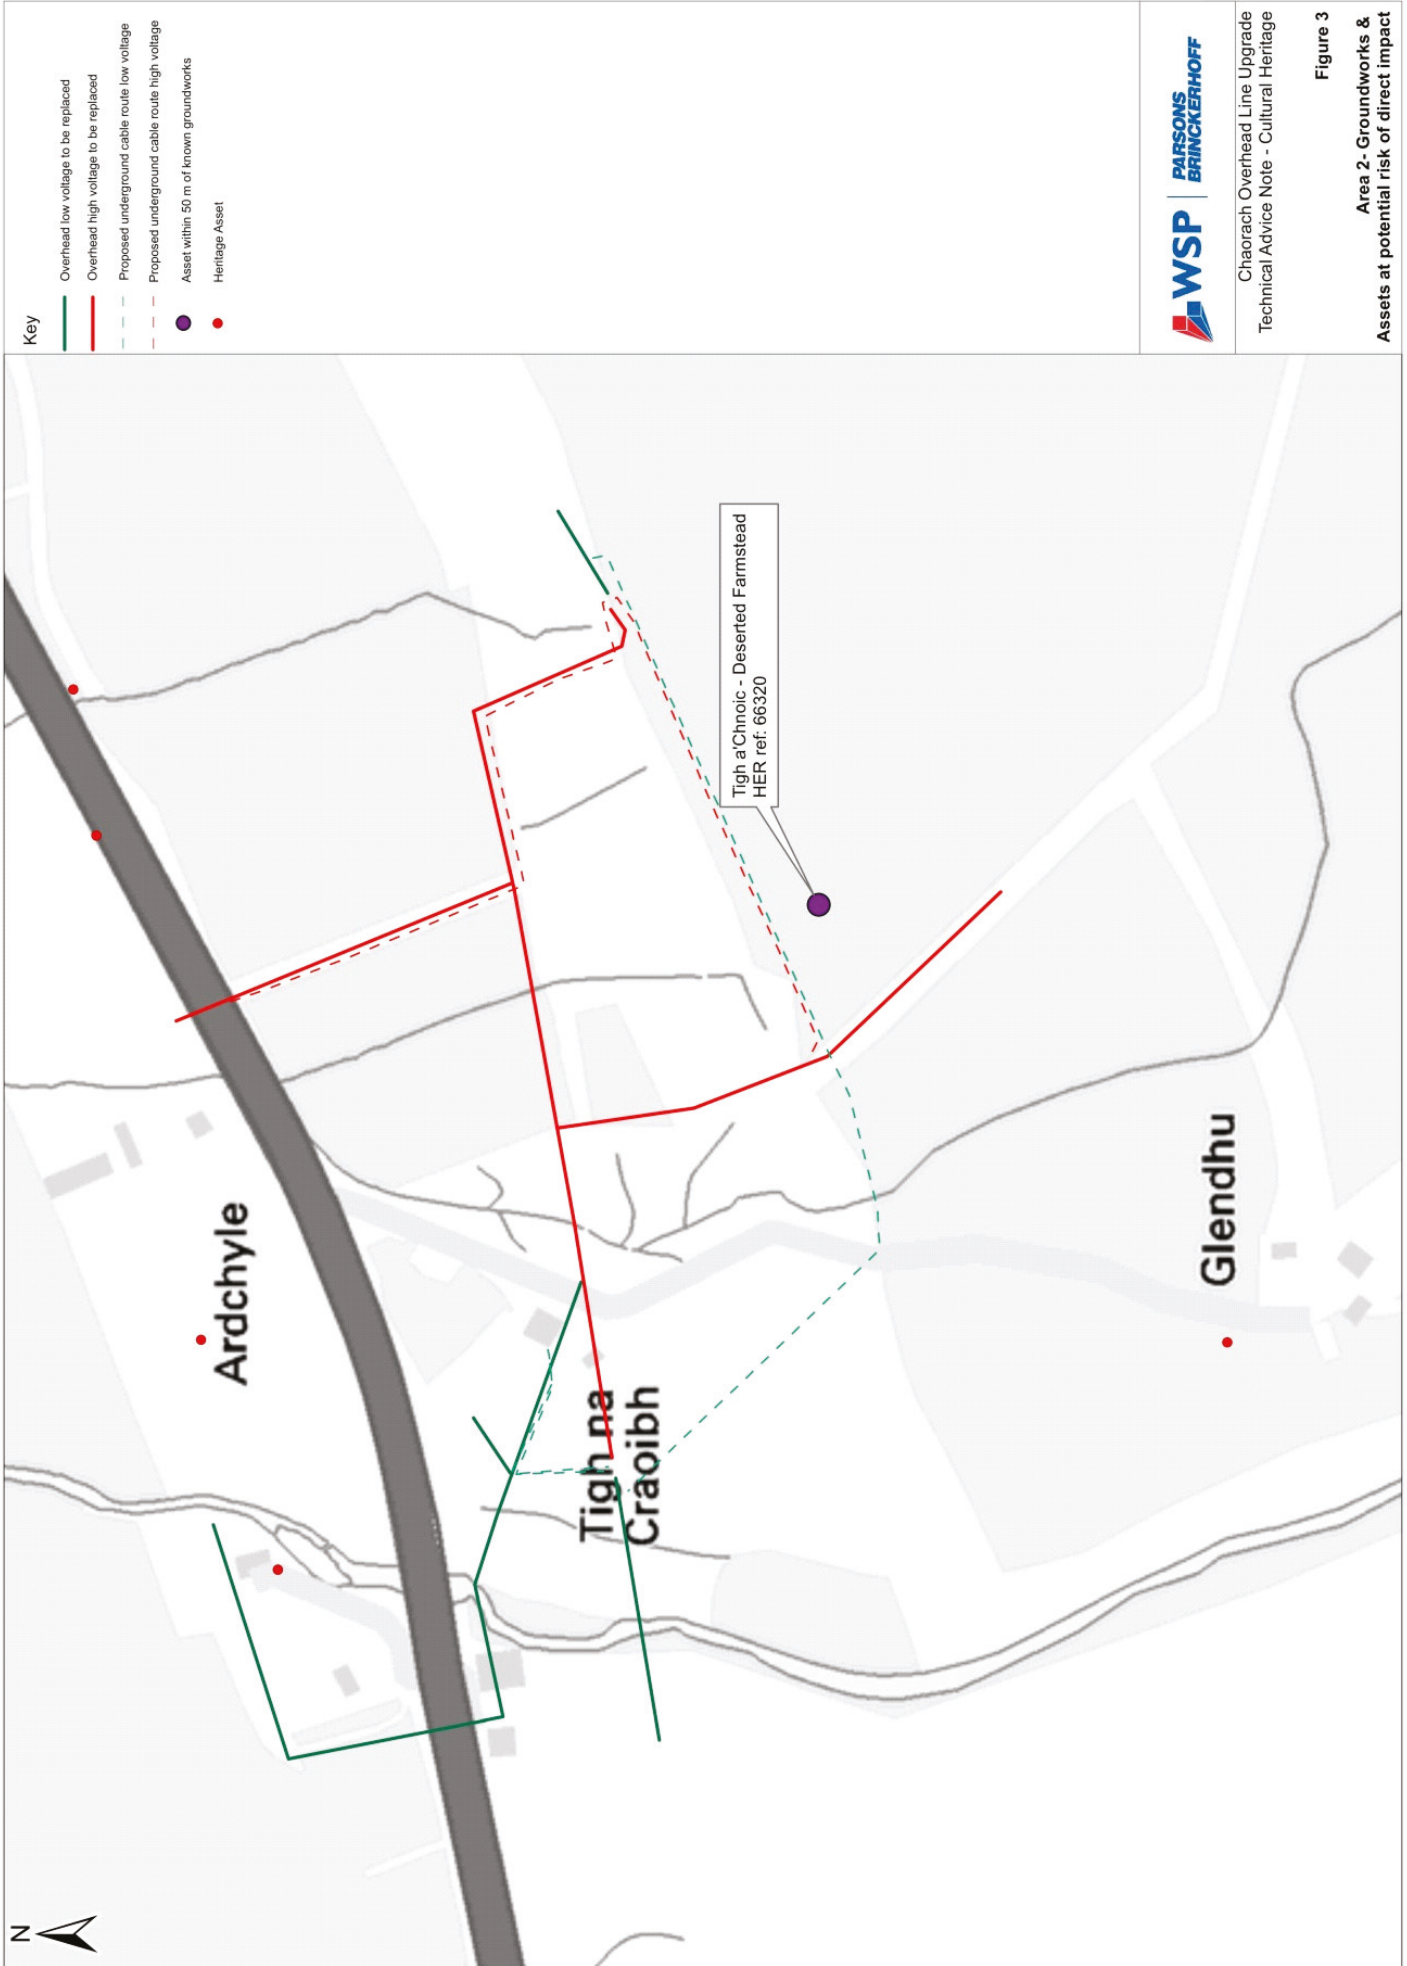 N
Ardchyle
Tigh na
Craoibh
Glendhu
Tigh a'Chnoic - Deserted Farmstead
HER ref: 66320
Key
Overhead low voltage to be replaced
Overhead high voltage to be replaced
Proposed underground cable route low voltage
Proposed underground cable route high voltage
Asset within 50 m of known groundworks
Heritage Asset
WSP
PARSONS
BRINCKERHOFF
Chaorach Overhead Line Upgrade
Technical Advice Note - Cultural Heritage
Figure 3
Area 2- Groundworks &
Assets at potential risk of direct impact